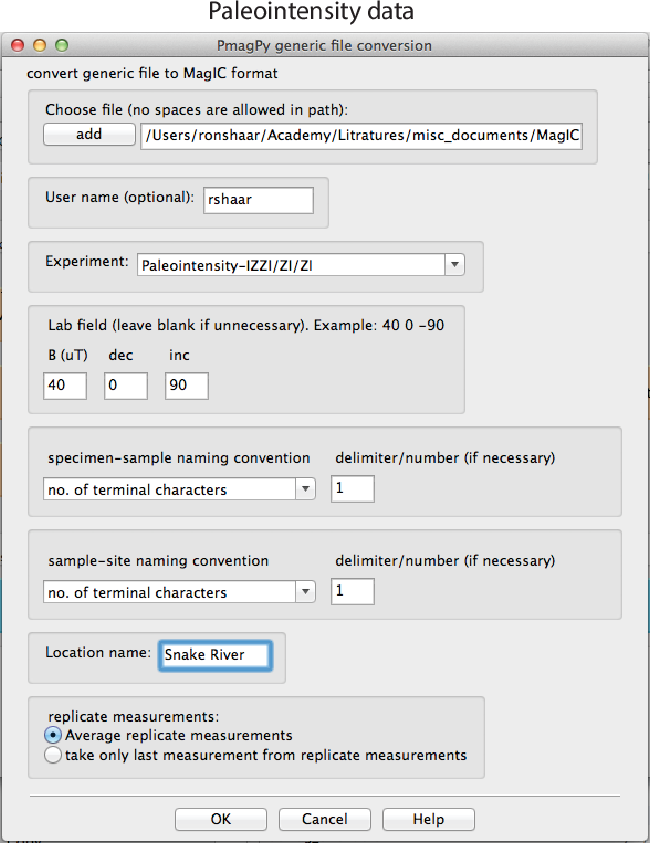 Paleointensity data
PmagPy generic file conversion
convert generic file to MagIC format
Choose file (no spaces are allowed in path):
add /Users/ronshaar/Academy/Litratures/misc_documents/MagIC
User name (optional): rshaar
Experiment: Paleointensity-IZZI/ZI/ZI
Lab field (leave blank if unnecessary). Example: 40 0 -90
B (uT) dec inc
40 0 90
specimen-sample naming convention delimiter/number (if necessary)
no. of terminal characters 1
sample-site naming convention delimiter/number (if necessary)
no. of terminal characters 1
Location name: Snake River
replicate measurements:
Average replicate measurements
take only last measurement from replicate measurements
OK Cancel Help